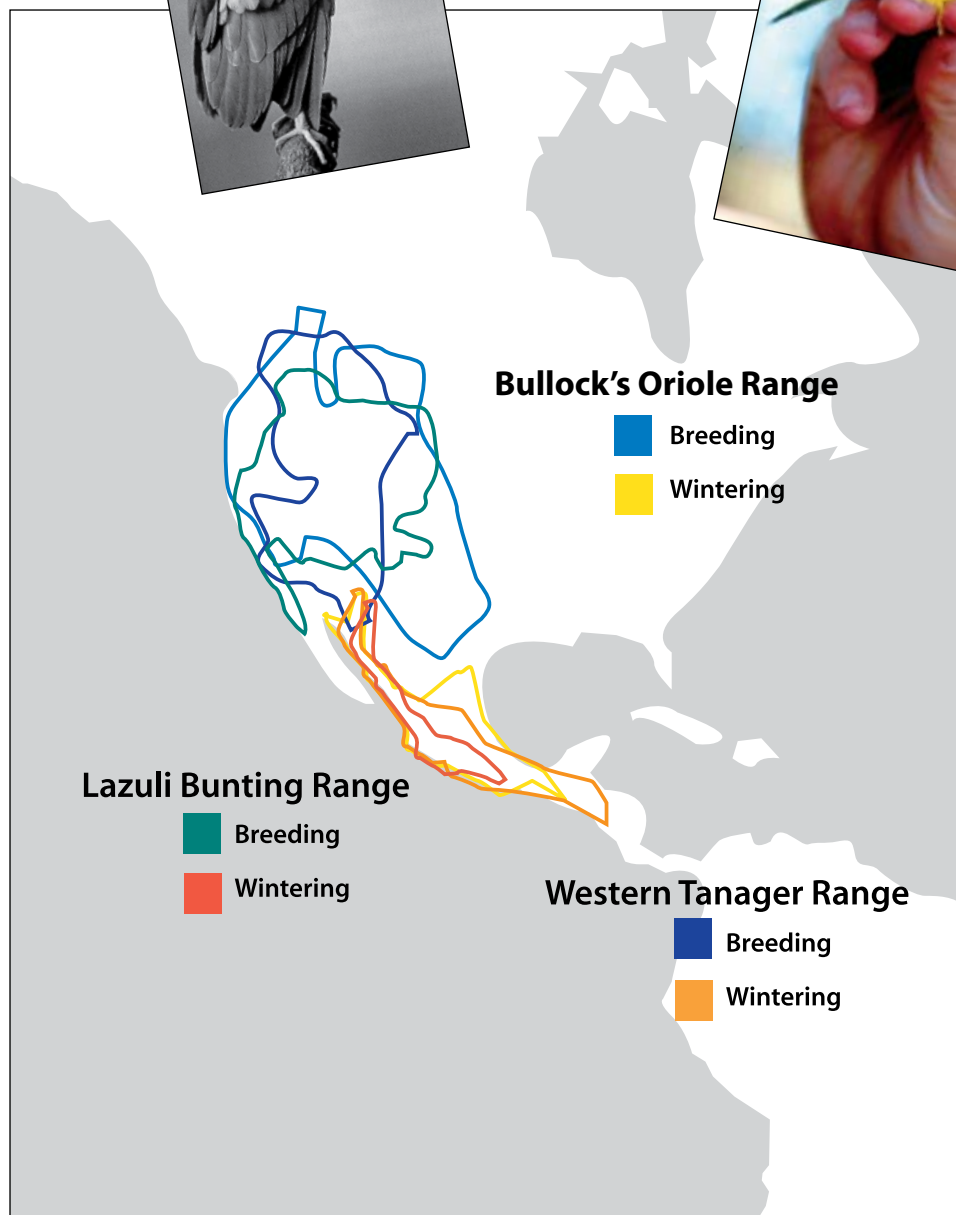 Bullock’s Oriole Range
Breeding
Wintering
Lazuli Bunting Range
Breeding
Wintering
Western Tanager Range
Breeding
Wintering